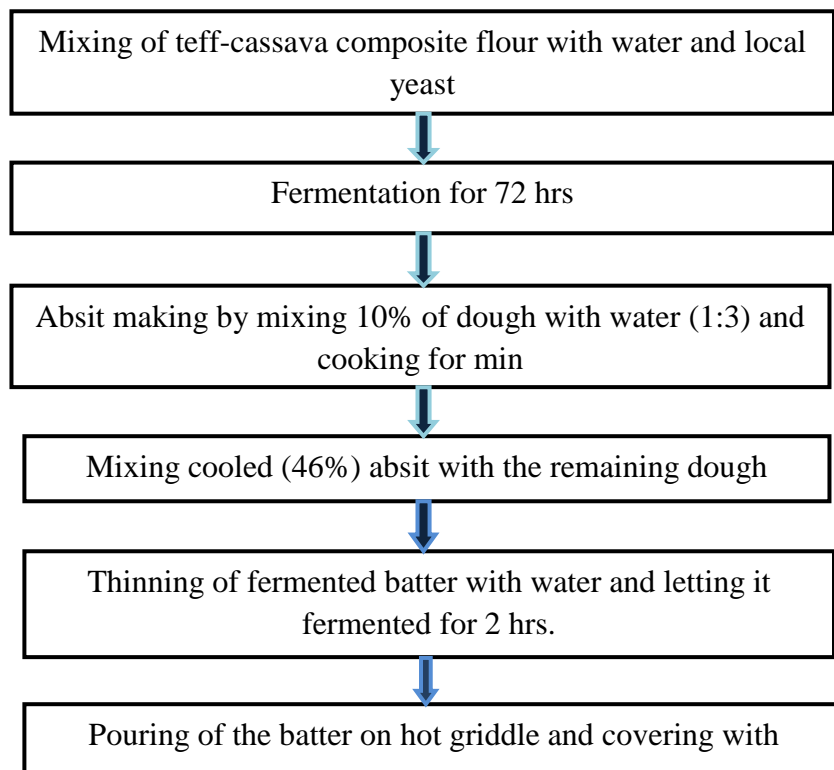 Mixing of teff-cassava composite flour with water and local
yeast
Fermentation for 72 hrs
Absit making by mixing 10% of dough with water (1:3) and
cooking for min
Mixing cooled (46%) absit with the remaining dough
Thinning of fermented batter with water and letting it
fermented for 2 hrs.
Pouring of the batter on hot griddle and covering with